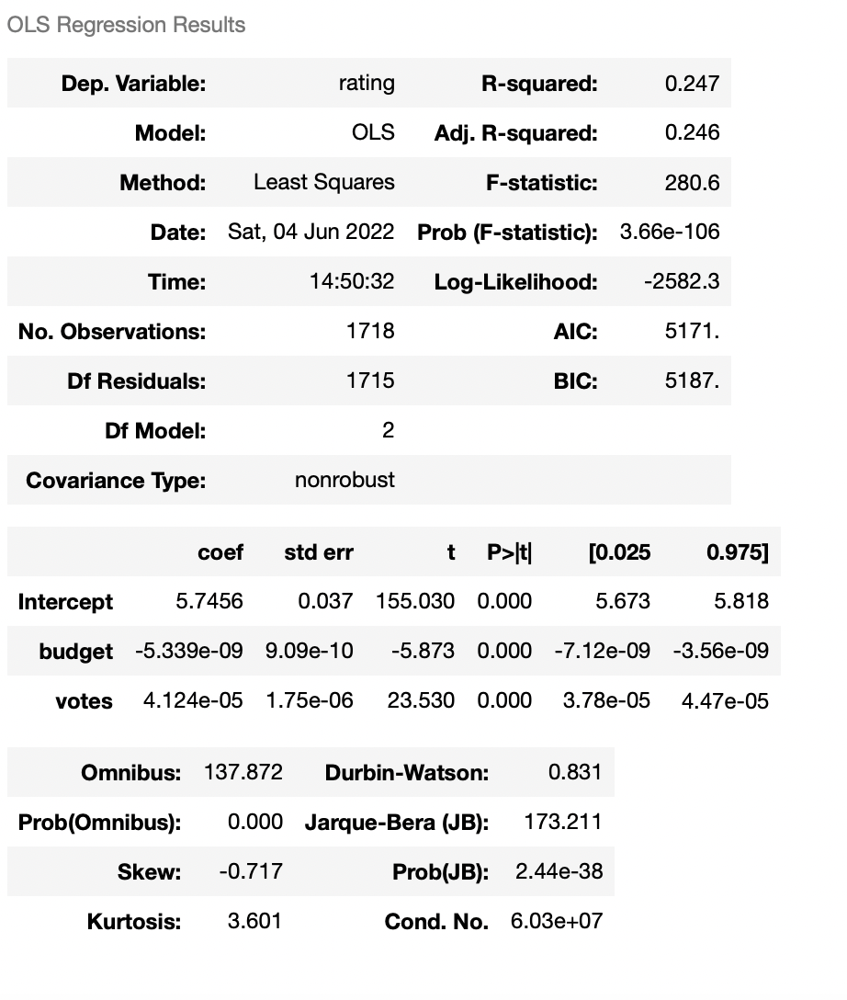 OLS Regression Results
Dep. Variable: rating R-squared: 0.247
Model: OLS Adj. R-squared: 0.246
Method: Least Squares F-statistic: 280.6
Date: Sat, 04 Jun 2022 Prob (F-statistic): 3.66e-106
Time: 14:50:32 Log-Likelihood: -2582.3
No. Observations: 1718 AIC: 5171.
Df Residuals: 1715 BIC: 5187.
Df Model: 2
Covariance Type: nonrobust
coef std err t P>|t| [0.025 0.975]
Intercept 5.7456 0.037 155.030 0.000 5.673 5.818
budget -5.339e-09 9.09e-10 -5.873 0.000 -7.12e-09 -3.56e-09
votes 4.124e-05 1.75e-06 23.530 0.000 3.78e-05 4.47e-05
Omnibus: 137.872 Durbin-Watson: 0.831
Prob(Omnibus): 0.000 Jarque-Bera (JB): 173.211
Skew: -0.717 Prob(JB): 2.44e-38
Kurtosis: 3.601 Cond. No. 6.03e+07